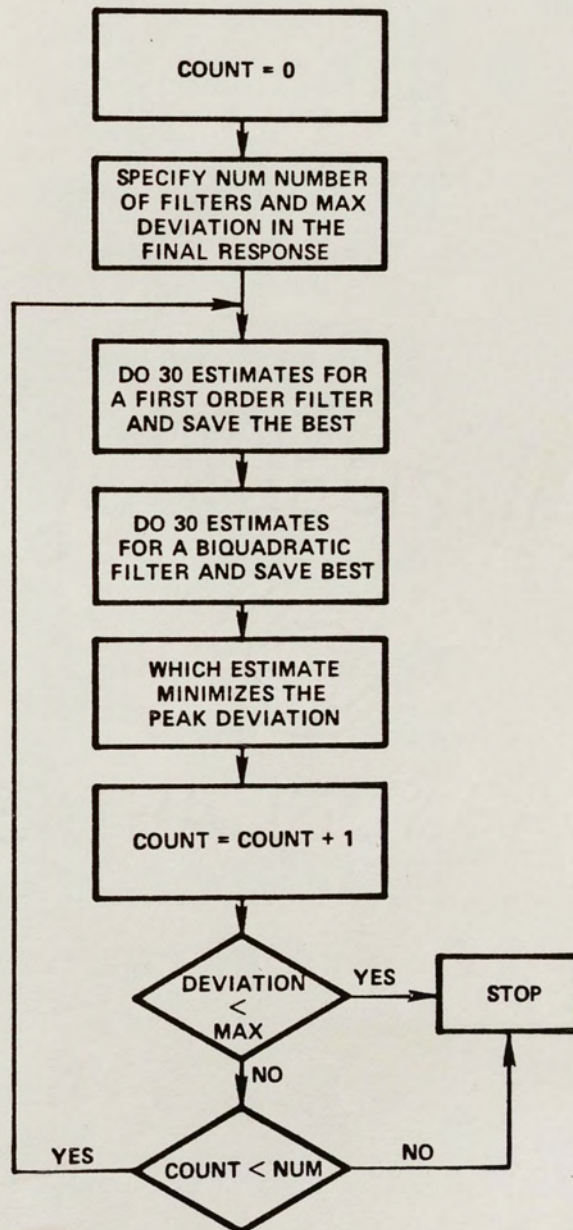 COUNT = 0
SPECIFY NUM NUMBER
OF FILTERS AND MAX
DEVIATION IN THE
FINAL RESPONSE
DO 30 ESTIMATES FOR
A FIRST ORDER FILTER
AND SAVE THE BEST
DO 30 ESTIMATES
FOR A BIQUADRATIC
FILTER AND SAVE BEST
WHICH ESTIMATE
MINIMIZES THE
PEAK DEVIATION
COUNT = COUNT + 1
DEVIATION
<
MAX
YES
STOP
NO
YES
COUNT < NUM
NO